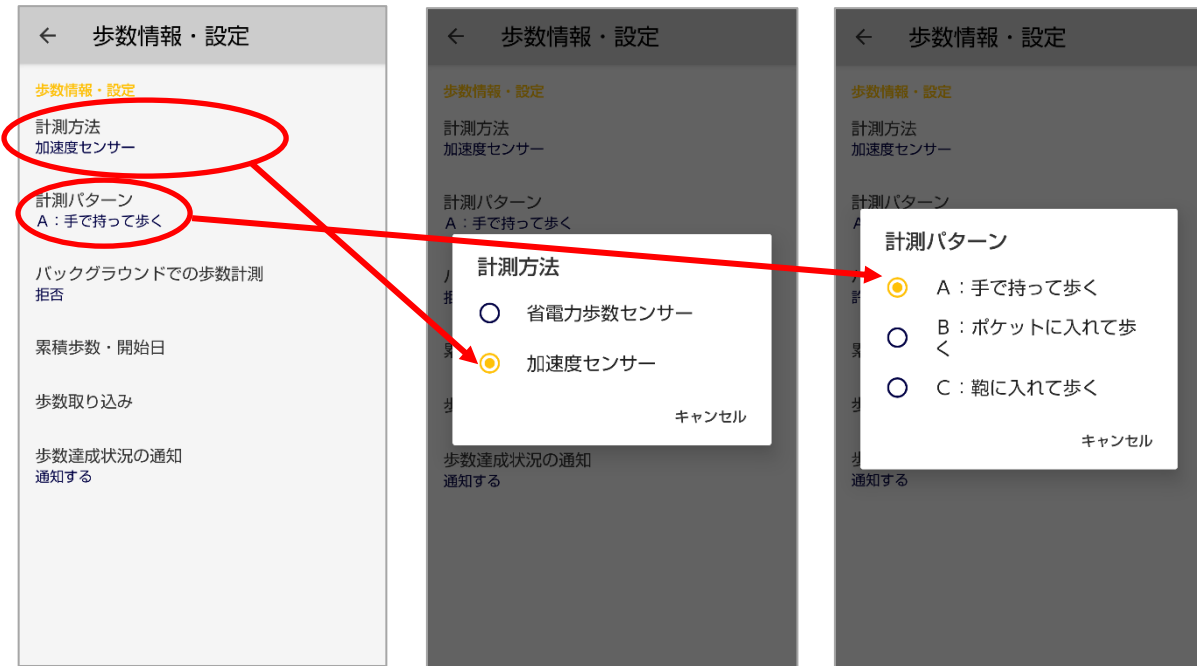 ← 歩数情報・設定
歩数情報・設定
計測方法
加速度センサー
計測パターン
A：手で持って歩く
バックグラウンドでの歩数計測
拒否
累積歩数・開始日
歩数取り込み
歩数達成状況の通知
通知する
← 歩数情報・設定
歩数情報・設定
計測方法
加速度センサー
計測パターン
A：手で持って歩く
計測方法
省電力歩数センサー
加速度センサー
キャンセル
歩数達成状況の通知
通知する
← 歩数情報・設定
歩数情報・設定
計測方法
加速度センサー
計測パターン
計測パターン
A：手で持って歩く
B：ポケットに入れて歩
く
C：鞄に入れて歩く
キャンセル
通知する